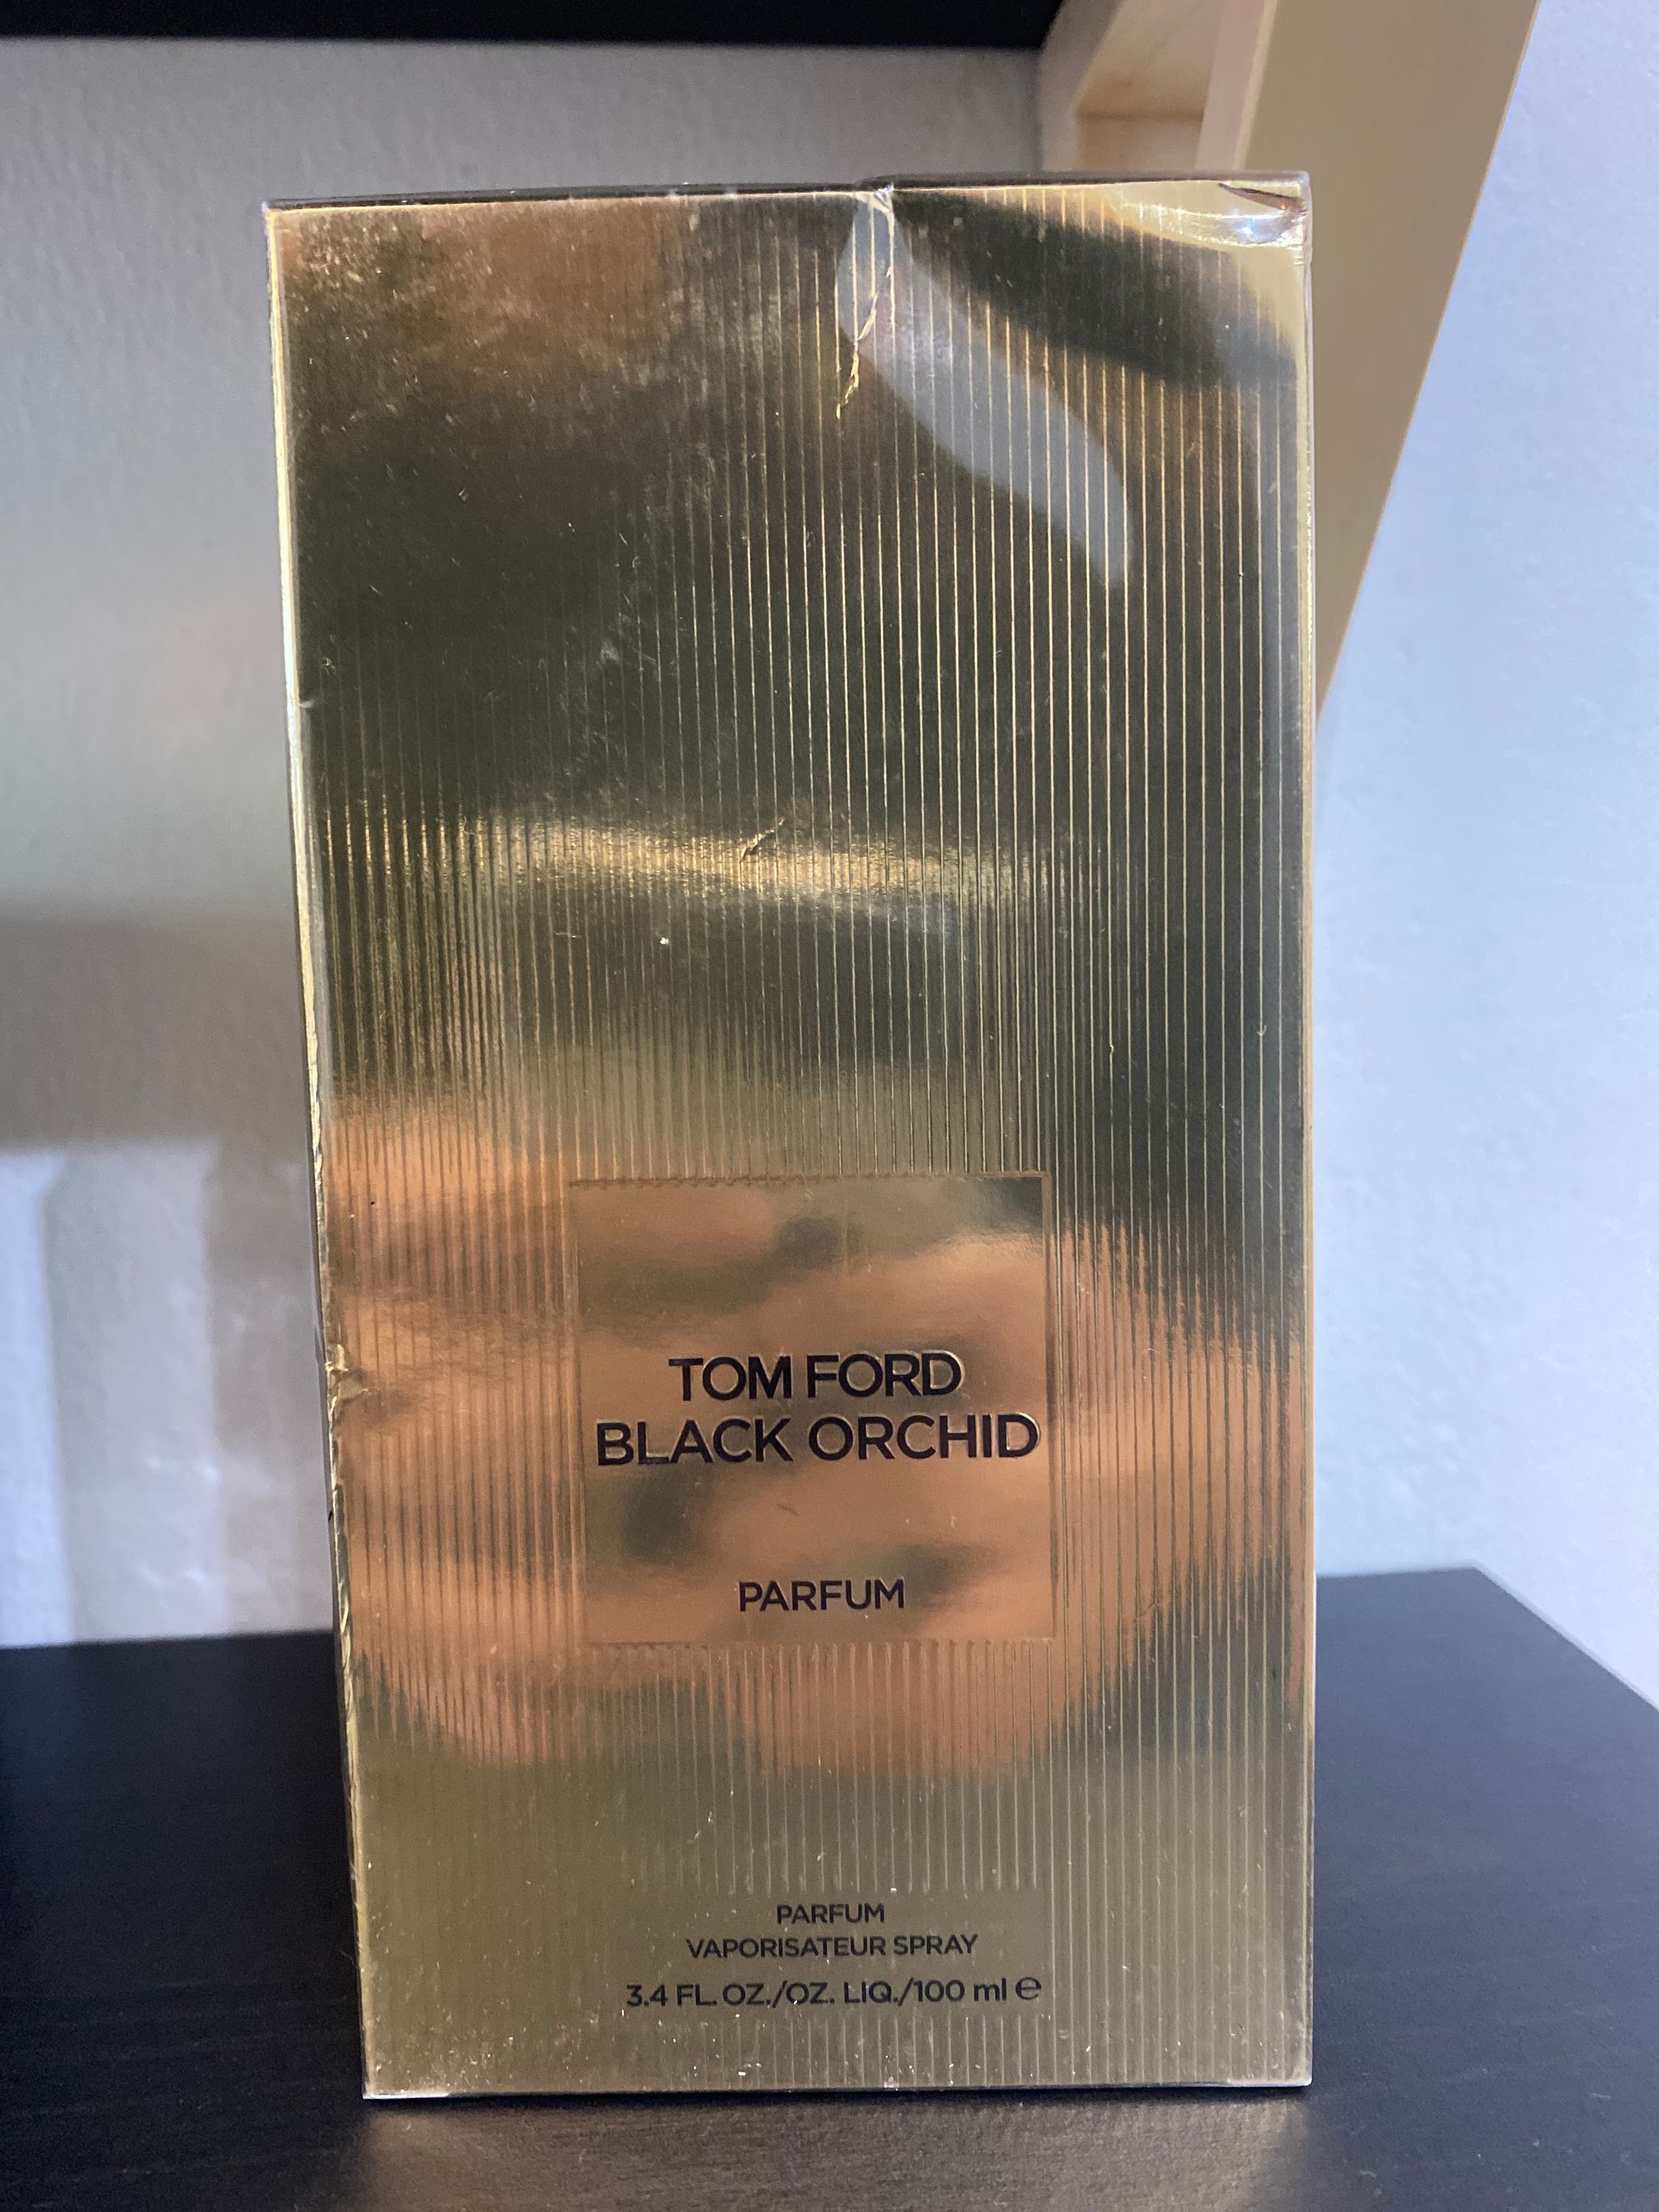 TOM FORD
BLACK ORCHID
PARFUM
PARFUM
VAPORISATEUR SPRAY
3.4 FL. OZ./OZ. LIQ./100 ml ℮